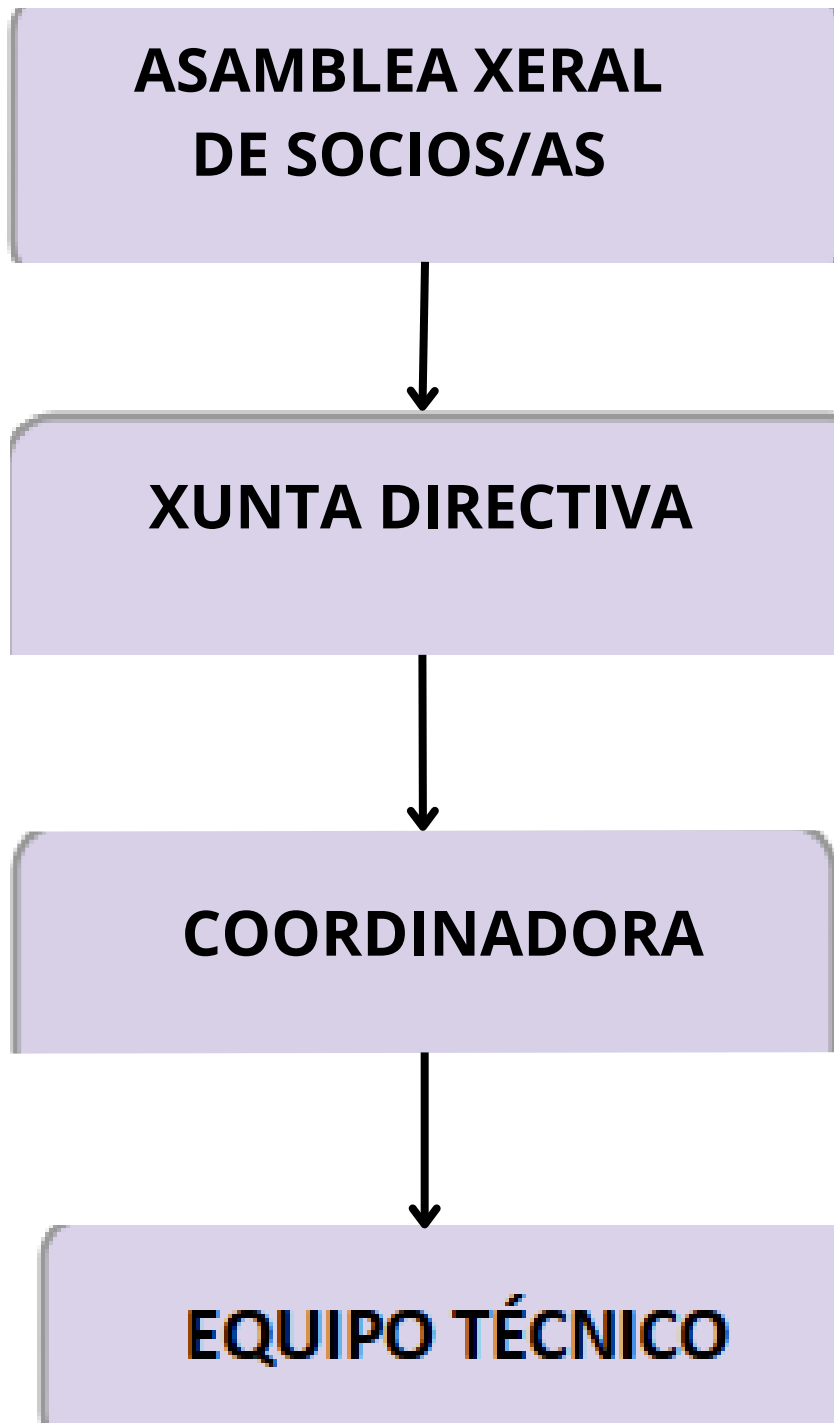 ASAMBLEA XERAL
DE SOCIOS/AS
XUNTA DIRECTIVA
COORDINADORA
EQUIPO TÉCNICO